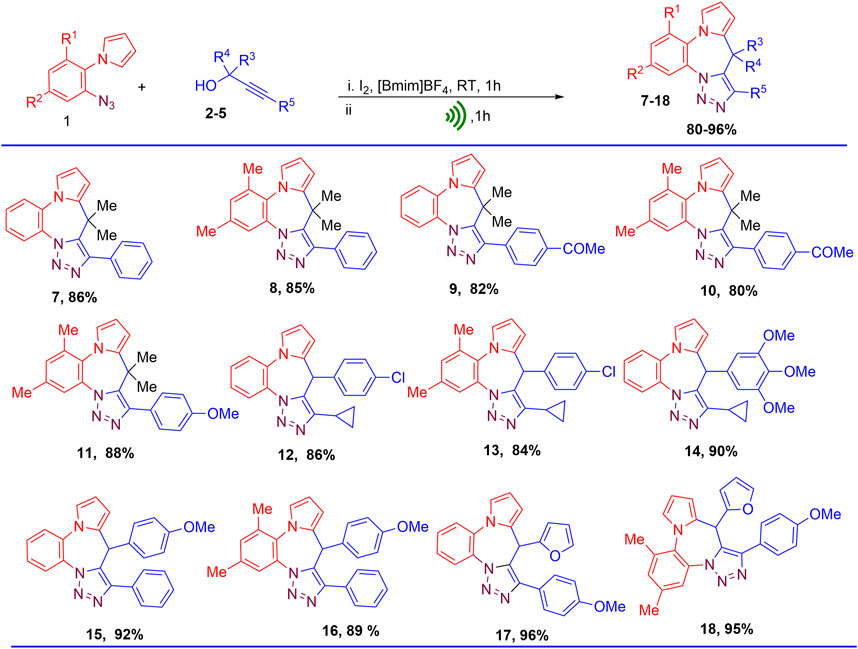 R1 N R4 R3 R1 N R3 R4
R2 N3 + HO R5 i. I2, [Bmim]BF4, RT, 1h R2 N R5
1 2-5 ii ,1h N=N 7-18
80-96%
N Me Me N N=N
7, 86%
Me Me N Me Me N N=N
8, 85%
N Me Me N N=N COMe
9, 82%
Me Me N Me Me N N=N COMe
10, 80%
Me Me N Me Me N N=N OMe
11, 88%
N Cl N N=N
12, 86%
Me Me N Cl N N=N
13, 84%
N OMe OMe OMe N N=N
14, 90%
N OMe N N=N
15, 92%
Me Me N OMe N N=N
16, 89 %
N O N N=N OMe
17, 96%
N O OMe Me Me N N=N
18, 95%